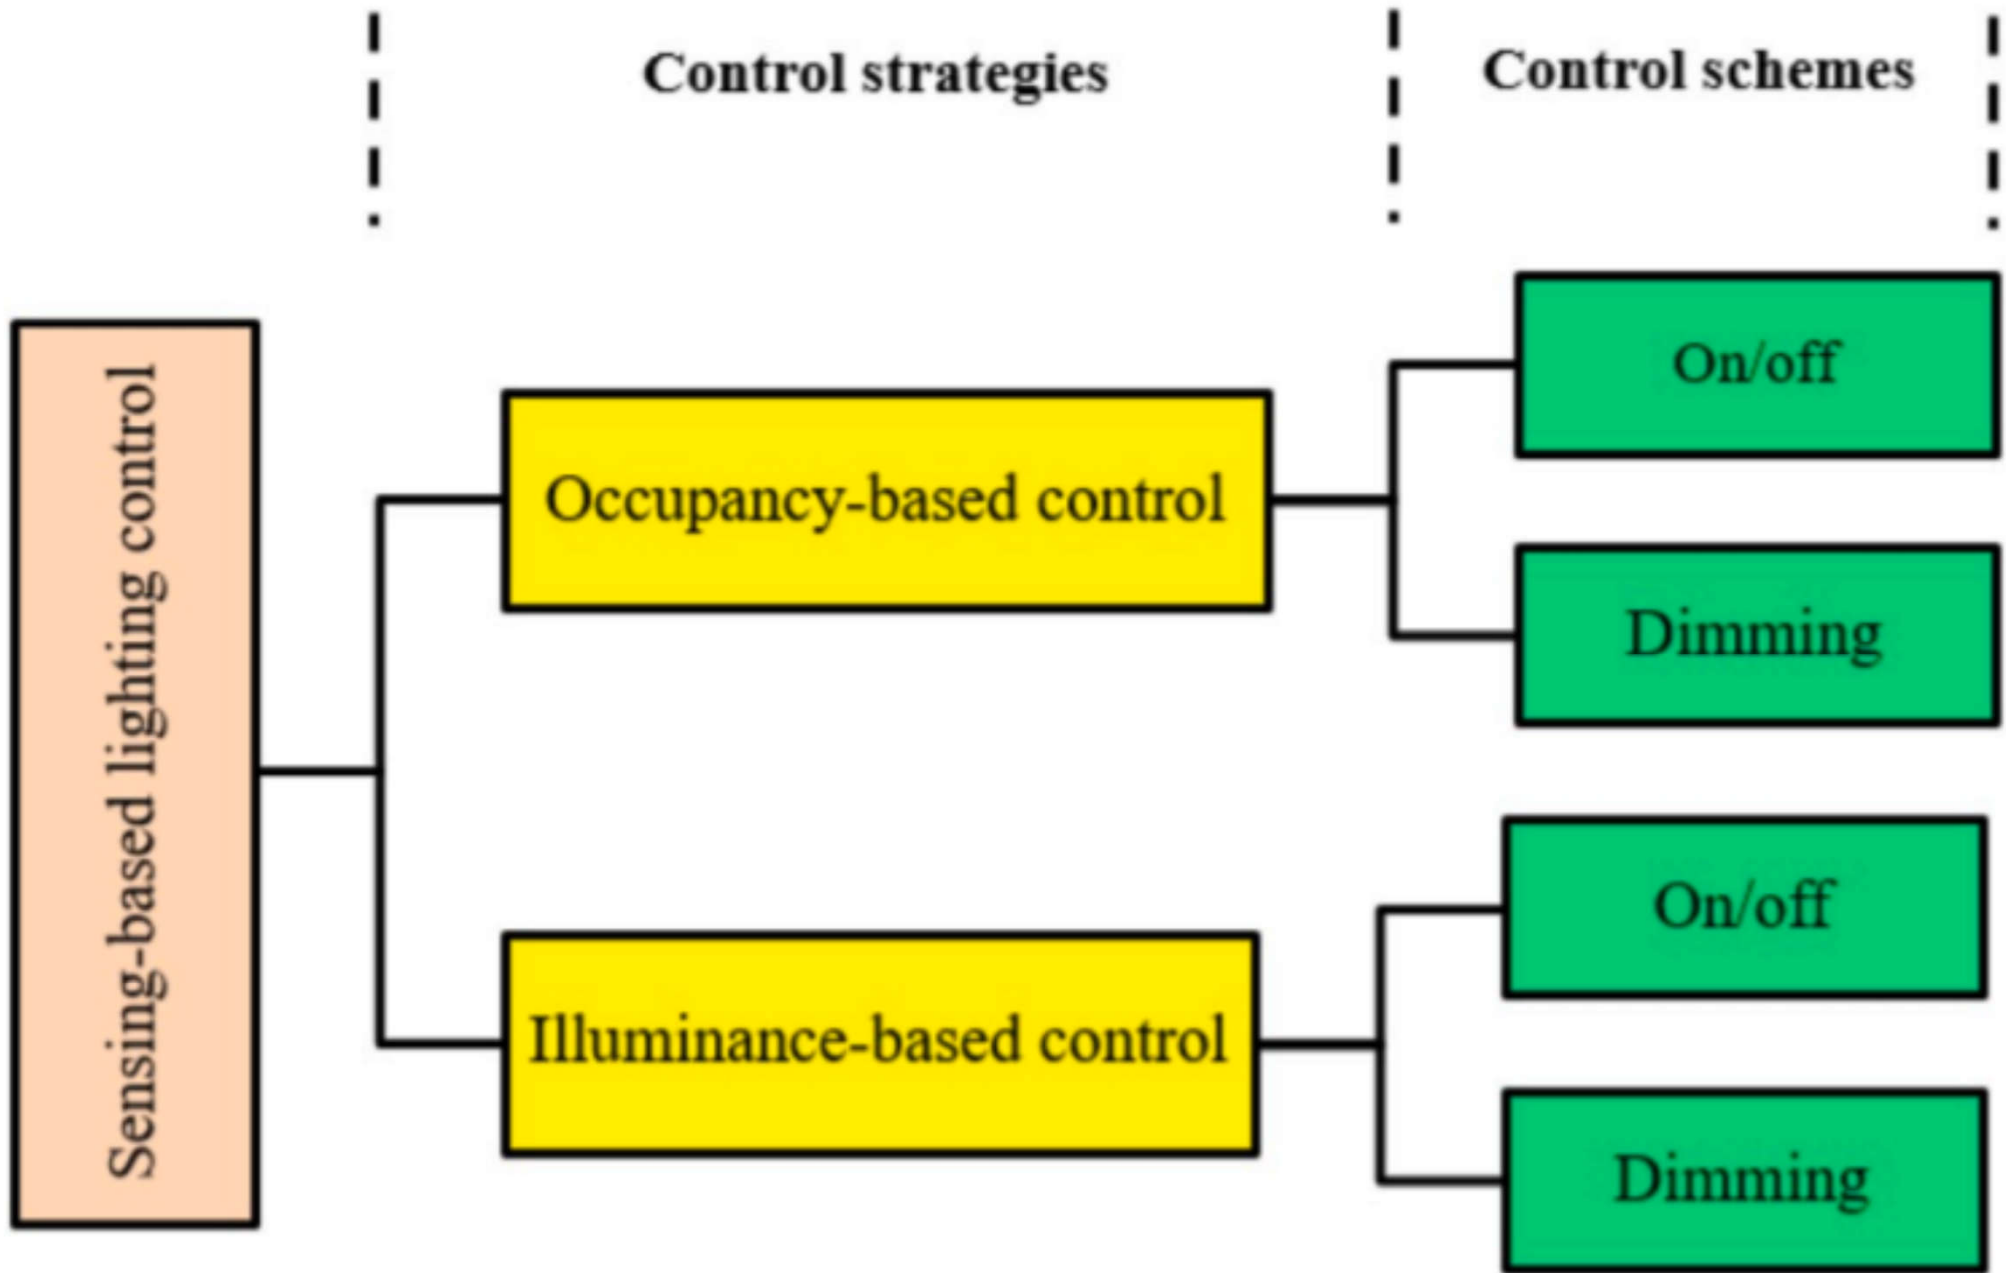 Control strategies
Control schemes
Sensing-based lighting control
Occupancy-based control
On/off
Dimming
Illuminance-based control
On/off
Dimming